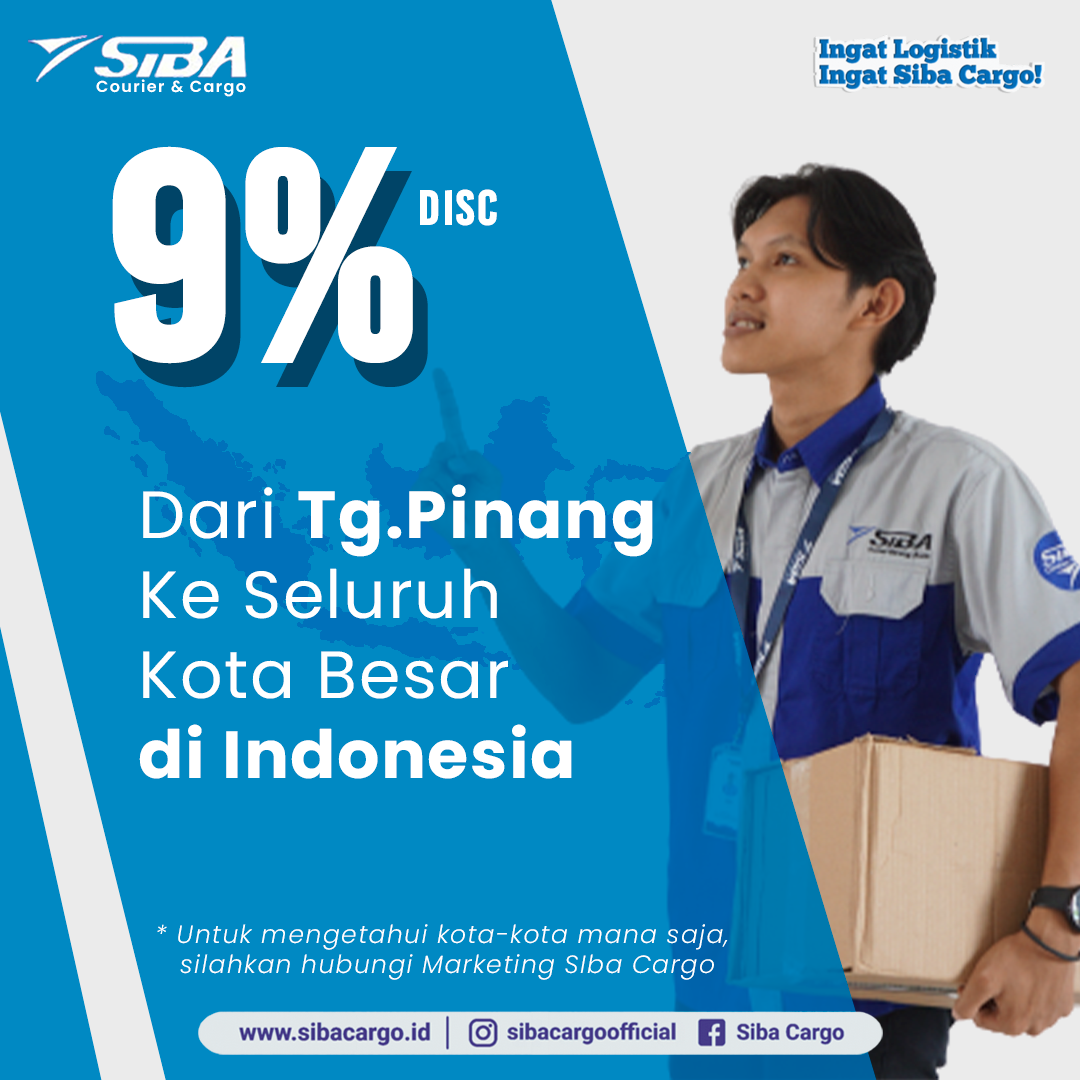 SIBA
Courier & Cargo
Ingat Logistik
Ingat Siba Cargo!
9% DISC
Dari Tg.Pinang
Ke Seluruh
Kota Besar
di Indonesia
SIBA
* Untuk mengetahui kota-kota mana saja,
silahkan hubungi Marketing SIba Cargo
www.sibacargo.id | sibacargoofficial Siba Cargo